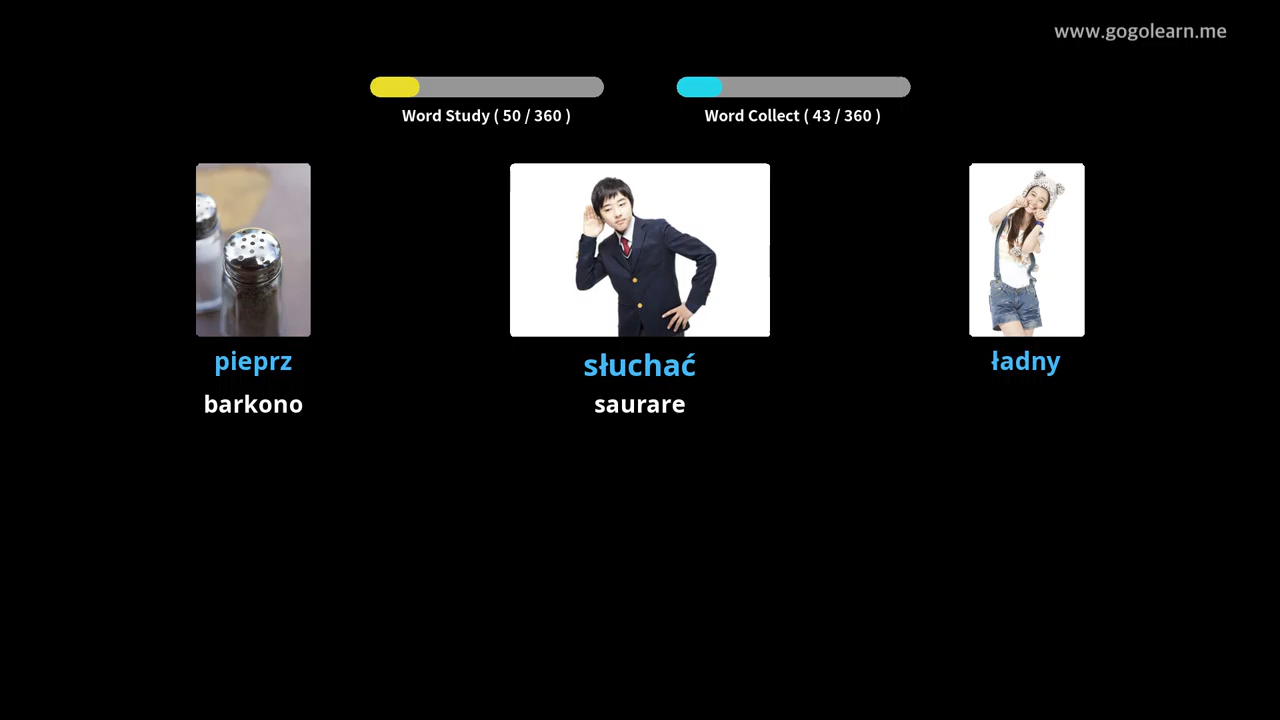 www.gogolearn.me
Word Study ( 50 / 360 )
Word Collect ( 43 / 360 )
pieprz
słuchać
ładny
barkono
saurare